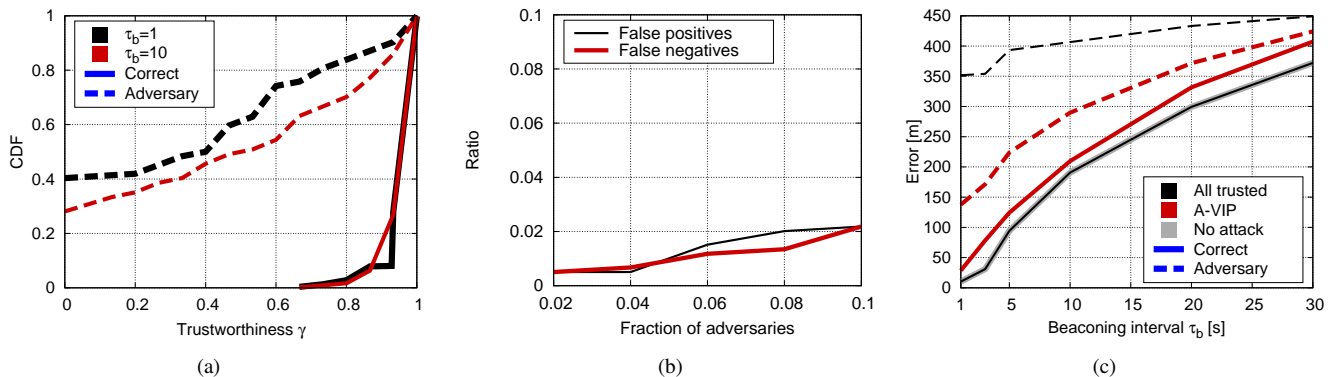 1
0.8
0.6
0.4
0.2
0
CDF
τb=1
τb=10
Correct
Adversary
0 0.2 0.4 0.6 0.8 1
Trustworthiness γ
(a)
0.1
0.08
0.06
0.04
0.02
0
Ratio
False positives
False negatives
0.02 0.04 0.06 0.08 0.1
Fraction of adversaries
(b)
450
400
350
300
250
200
150
100
50
0
Error [m]
All trusted
A-VIP
No attack
Correct
Adversary
1 5 10 15 20 25 30
Beaconing interval τb [s]
(c)